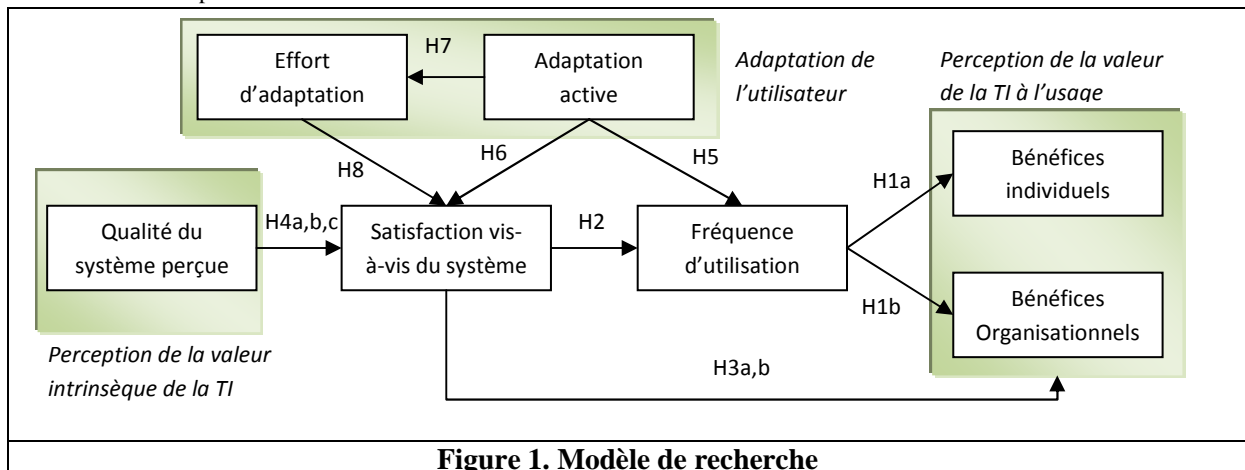 Effort
d’adaptation
H7
Adaptation
active
Adaptation de
l’utilisateur
Perception de la valeur
de la TI à l’usage
H8
H6
H5
Qualité du
système perçue
H4a,b,c
Satisfaction vis-
à-vis du système
H2
Fréquence
d’utilisation
H1a
H1b
Bénéfices
individuels
Bénéfices
Organisationnels
Perception de la valeur
intrinsèque de la TI
H3a,b
Figure 1. Modèle de recherche